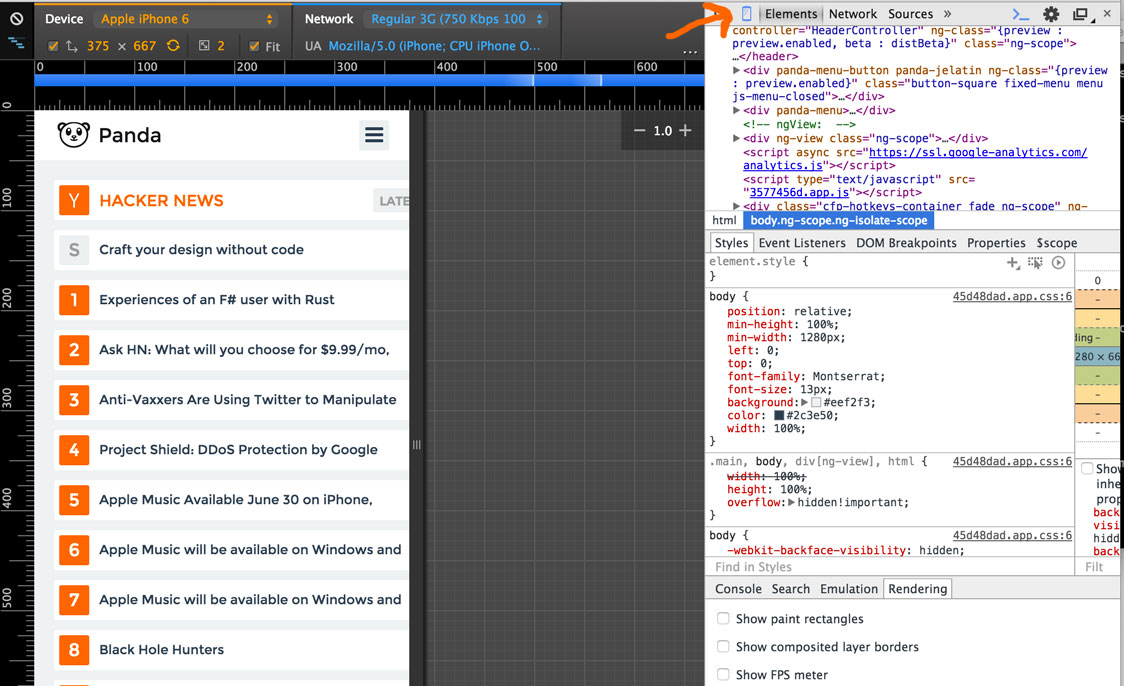 Device Apple iPhone 6
Network Regular 3G (750 Kbps 100
375 × 667 2 Fit
UA Mozilla/5.0 (iPhone; CPU iPhone O...
...
0 100 200 300 400 500 600
0
100
200
300
400
500
− 1.0 +
Panda
Y HACKER NEWS LATE
S Craft your design without code
1 Experiences of an F# user with Rust
2 Ask HN: What will you choose for $9.99/mo,
3 Anti-Vaxxers Are Using Twitter to Manipulate
4 Project Shield: DDoS Protection by Google
5 Apple Music Available June 30 on iPhone,
6 Apple Music will be available on Windows and
7 Apple Music will be available on Windows and
8 Black Hole Hunters
Elements Network Sources »
controller="HeaderController" ng-class="{preview :
preview.enabled, beta : distBeta}" class="ng-scope">
…</header>
<div panda-menu-button panda-jelatin ng-class="{preview
: preview.enabled}" class="button-square fixed-menu menu
js-menu-closed">…</div>
<div panda-menu>…</div>
<!-- ngView:  -->
<div ng-view class="ng-scope">…</div>
<script async src="https://ssl.google-analytics.com/
analytics.js"></script>
<script type="text/javascript" src=
"3577456d.app.js"></script>
<div class="cfp-hotkeys-container fade ng-scope" ng-
html body.ng-scope.ng-isolate-scope
Styles Event Listeners DOM Breakpoints Properties $scope
element.style {
}
body { 45d48dad.app.css:6
position: relative;
min-height: 100%;
min-width: 1280px;
left: 0;
top: 0;
font-family: Montserrat;
font-size: 13px;
background: #eef2f3;
color: #2c3e50;
width: 100%;
}
.main, body, div[ng-view], html { 45d48dad.app.css:6
width: 100%;
height: 100%;
overflow: hidden!important;
}
body { 45d48dad.app.css:6
-webkit-backface-visibility: hidden;
Find in Styles
0
-
-
ding -
280 × 66
-
-
-
-
Show
inhe
prop
back
visi
hidd
back
Filt
Console Search Emulation Rendering
Show paint rectangles
Show composited layer borders
Show FPS meter